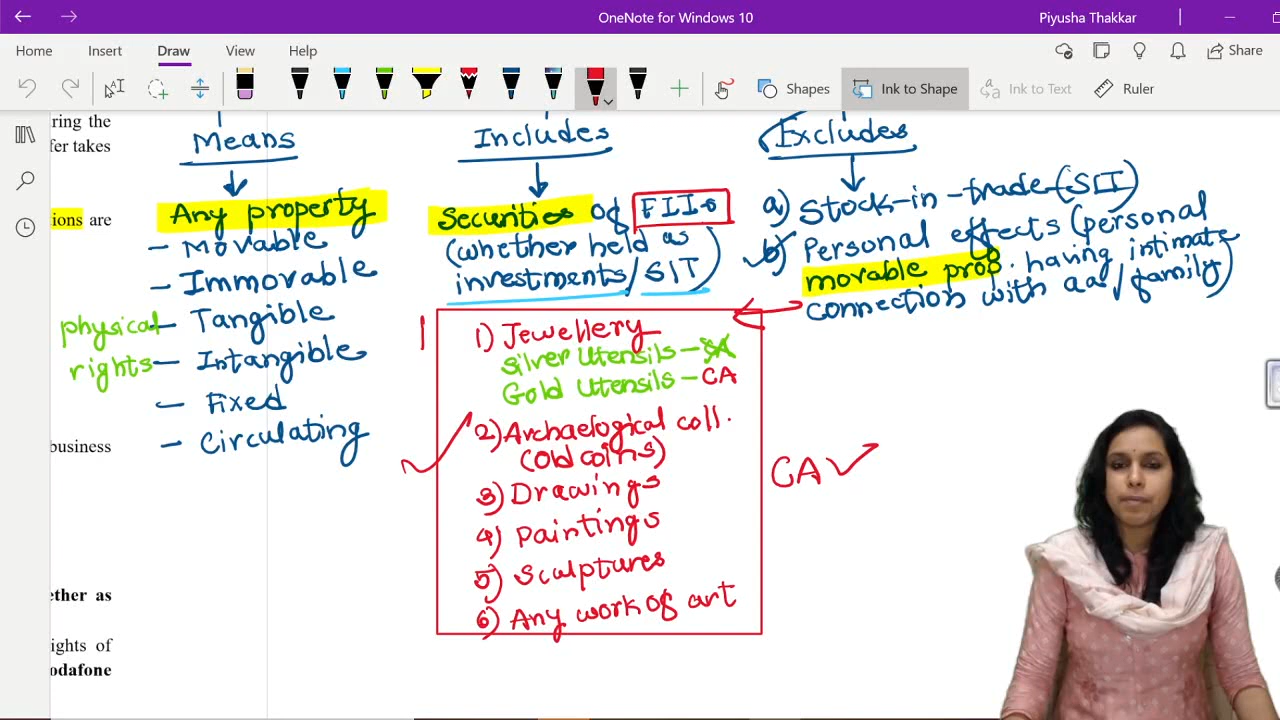 OneNote for Windows 10
Piyusha Thakkar
Home Insert Draw View Help
Share
Shapes
Ink to Shape
Ink to Text
Ruler
ring the
fer takes
ions are
business
ether as
ights of
odafone
Means
Any property
- Movable
- Immovable
- Tangible
- Intangible
- Fixed
- Circulating
physical
rights
Includes
Securities of FIIs
(whether held as
investments/SIT)
1) Jewellery
Silver Utensils -
Gold Utensils - CA
2) Archaelogical coll.
(Old coins)
3) Drawings
4) Paintings
5) Sculptures
6) Any work of art
CA
Excludes
a) Stock-in-trade (SIT)
b) Personal effects (personal
movable prop. having intimate
connection with aa / family)